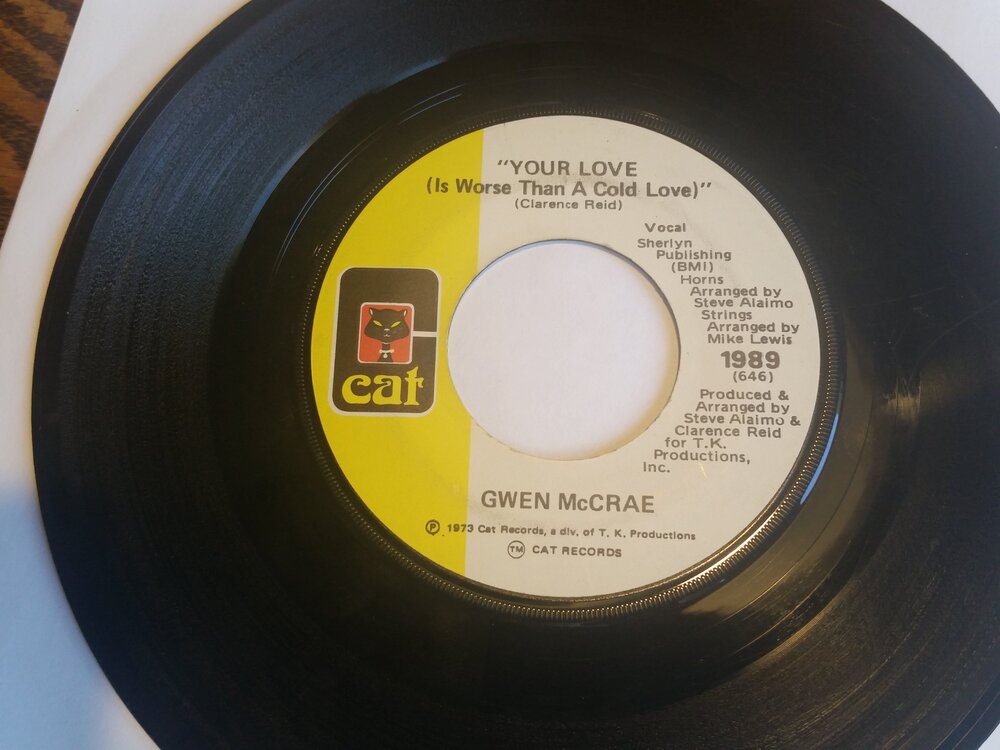 "YOUR LOVE
(Is Worse Than A Cold Love)"
(Clarence Reid)
Vocal
Sherlyn
Publishing
(BMI)
Horns
Arranged by
Steve Alaimo
Strings
Arranged by
Mike Lewis
1989
(646)
Produced &
Arranged by
Steve Alaimo &
Clarence Reid
for T.K.
Productions,
Inc.
cat
GWEN McCRAE
Ⓟ 1973 Cat Records, a div. of T. K. Productions
TM CAT RECORDS